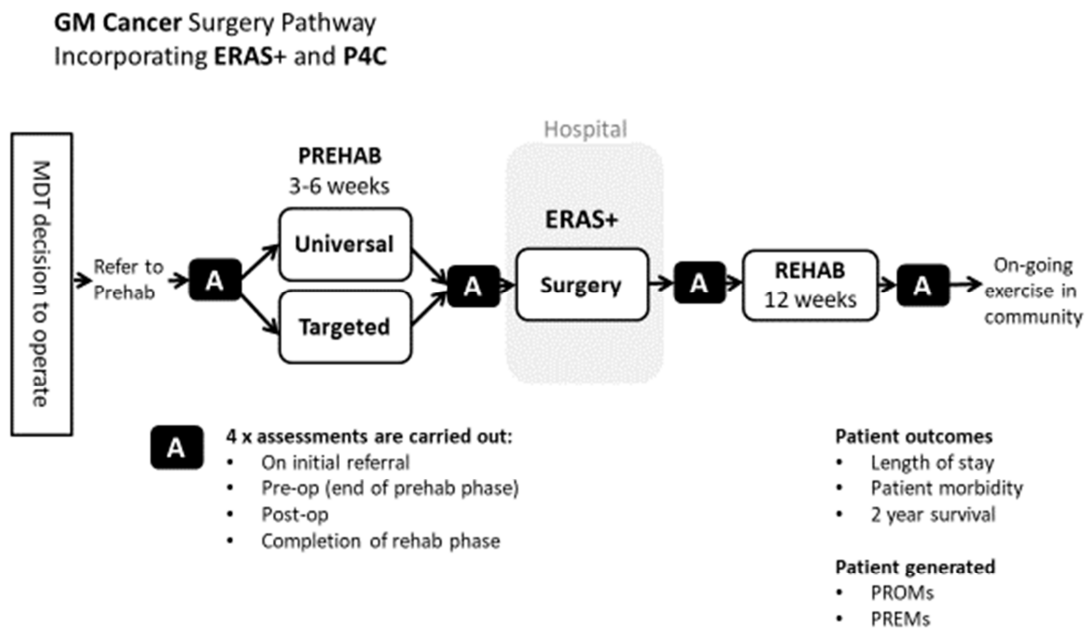 GM Cancer Surgery Pathway
Incorporating ERAS+ and P4C
MDT decision to operate
Refer to
Prehab
A
PREHAB
3-6 weeks
Universal
Targeted
A
Hospital
ERAS+
Surgery
A
REHAB
12 weeks
A
On-going
exercise in
community
A
4 x assessments are carried out:
• On initial referral
• Pre-op (end of prehab phase)
• Post-op
• Completion of rehab phase
Patient outcomes
• Length of stay
• Patient morbidity
• 2 year survival
Patient generated
• PROMs
• PREMs